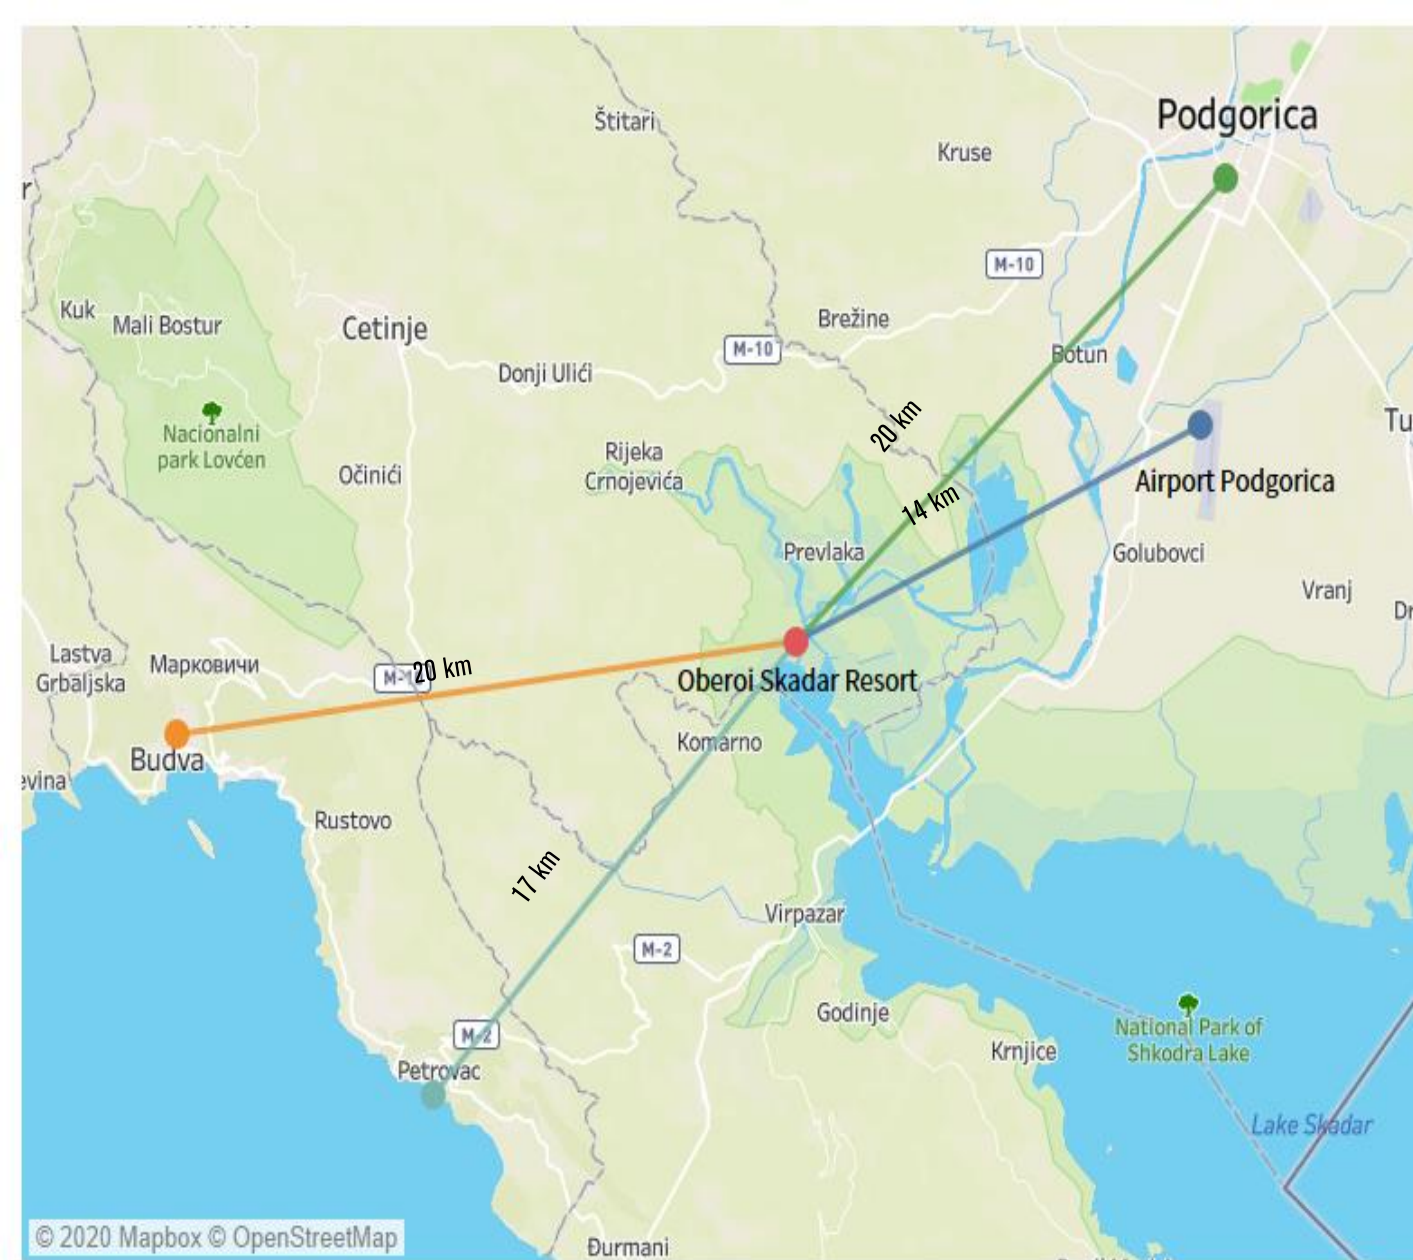 Podgorica
Štitari
Kruse
r
M-10
Kuk
Mali Bostur
Cetinje
Brežine
M-10
Donji Ulići
Botun
Nacionalni
park Lovćen
20 km
Tu
Rijeka
Crnojevića
Očinići
14 km
Airport Podgorica
Prevlaka
Golubovci
Vranj
Dr
Lastva
Grbaljska
Марковичи
20 km
Oberoi Skadar Resort
Budva
Komarno
evina
Rustovo
17 km
Virpazar
M-2
Godinje
National Park of
Shkodra Lake
M-2
Krnjice
Petrovac
Lake Skadar
© 2020 Mapbox © OpenStreetMap
Đurmani